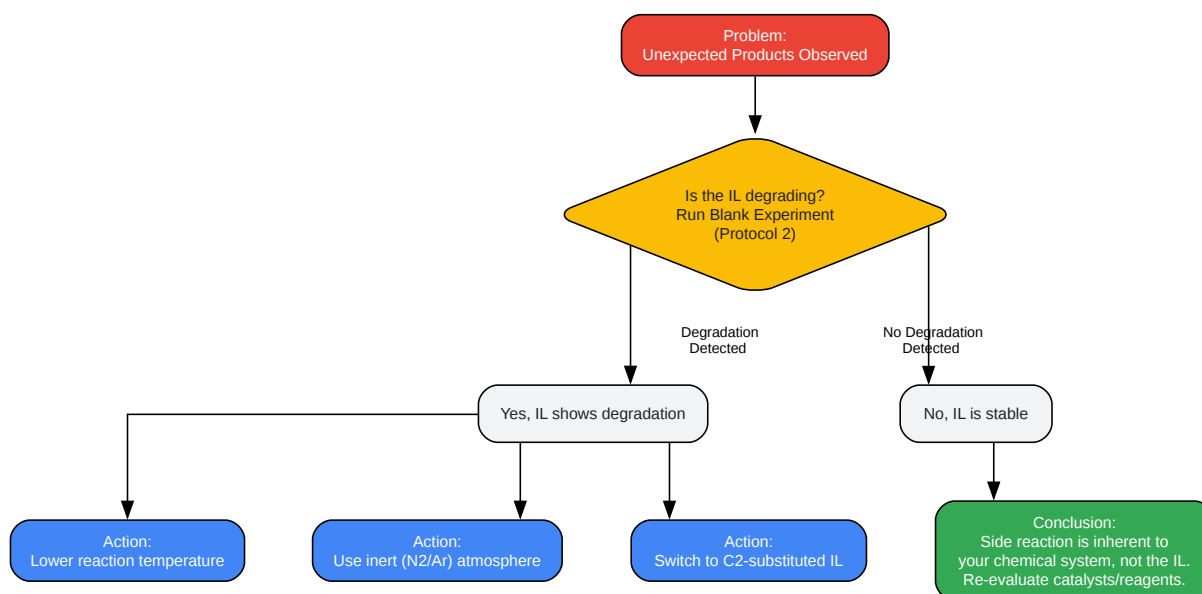 Problem:
Unexpected Products Observed
Is the IL degrading?
Run Blank Experiment
(Protocol 2)
Degradation
Detected
No Degradation
Detected
Yes, IL shows degradation
No, IL is stable
Action:
Lower reaction temperature
Action:
Use inert (N2/Ar) atmosphere
Action:
Switch to C2-substituted IL
Conclusion:
Side reaction is inherent to
your chemical system, not the IL.
Re-evaluate catalysts/reagents.